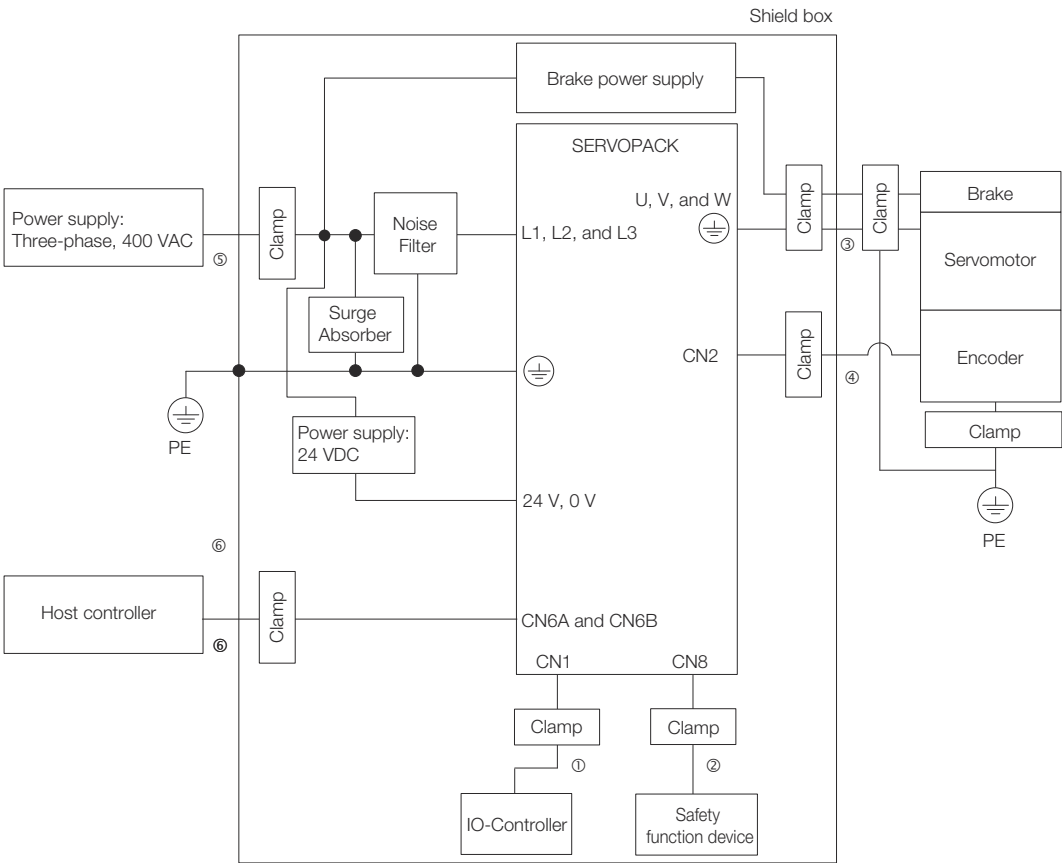 Shield box
Brake power supply
SERVOPACK
Power supply:
Three-phase, 400 VAC
⑤
Clamp
Noise
Filter
L1, L2, and L3
U, V, and W
Clamp
③
Clamp
Brake
Servomotor
Surge
Absorber
PE
CN2
Clamp
④
Encoder
Clamp
PE
Power supply:
24 VDC
24 V, 0 V
⑥
Host controller
⑥
Clamp
CN6A and CN6B
CN1
CN8
Clamp
Clamp
①
②
IO-Controller
Safety
function device